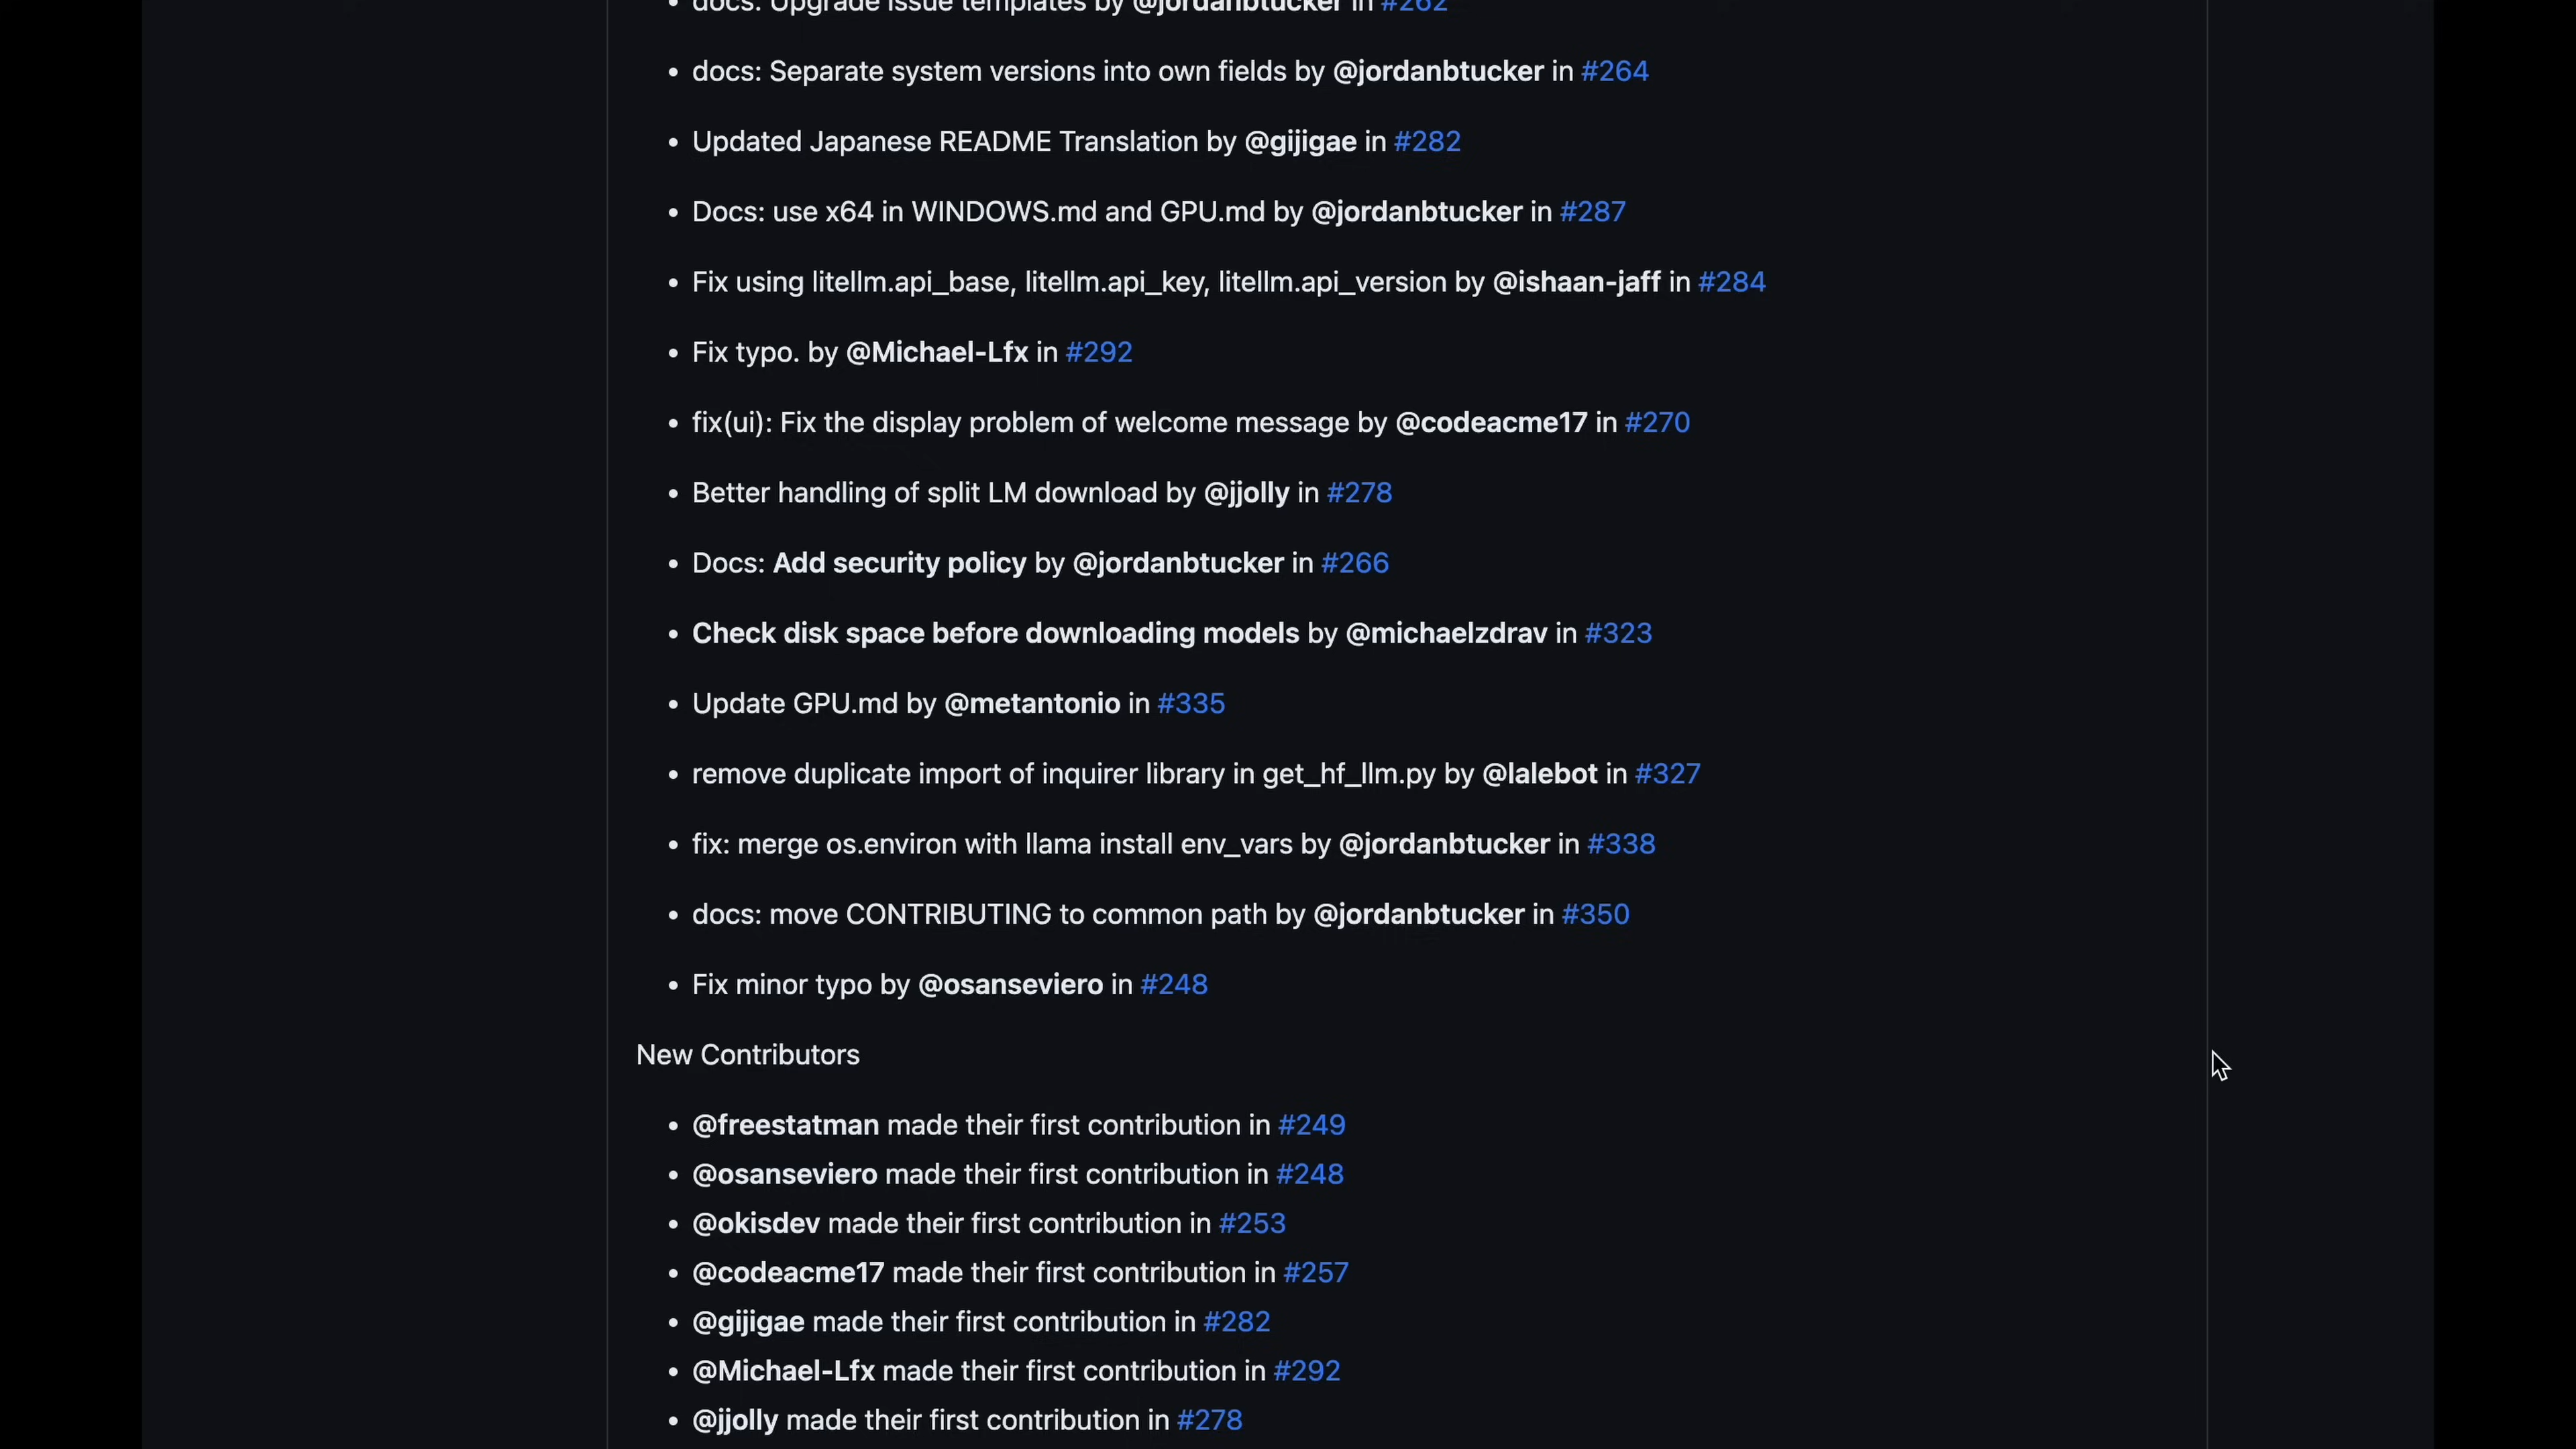 • docs: Upgrade issue templates by @jordanbtucker in #262
• docs: Separate system versions into own fields by @jordanbtucker in #264
• Updated Japanese README Translation by @gijigae in #282
• Docs: use x64 in WINDOWS.md and GPU.md by @jordanbtucker in #287
• Fix using litellm.api_base, litellm.api_key, litellm.api_version by @ishaan-jaff in #284
• Fix typo. by @Michael-Lfx in #292
• fix(ui): Fix the display problem of welcome message by @codeacme17 in #270
• Better handling of split LM download by @jjolly in #278
• Docs: Add security policy by @jordanbtucker in #266
• Check disk space before downloading models by @michaelzdrav in #323
• Update GPU.md by @metantonio in #335
• remove duplicate import of inquirer library in get_hf_llm.py by @lalebot in #327
• fix: merge os.environ with llama install env_vars by @jordanbtucker in #338
• docs: move CONTRIBUTING to common path by @jordanbtucker in #350
• Fix minor typo by @osanseviero in #248
New Contributors
• @freestatman made their first contribution in #249
• @osanseviero made their first contribution in #248
• @okisdev made their first contribution in #253
• @codeacme17 made their first contribution in #257
• @gijigae made their first contribution in #282
• @Michael-Lfx made their first contribution in #292
• @jjolly made their first contribution in #278